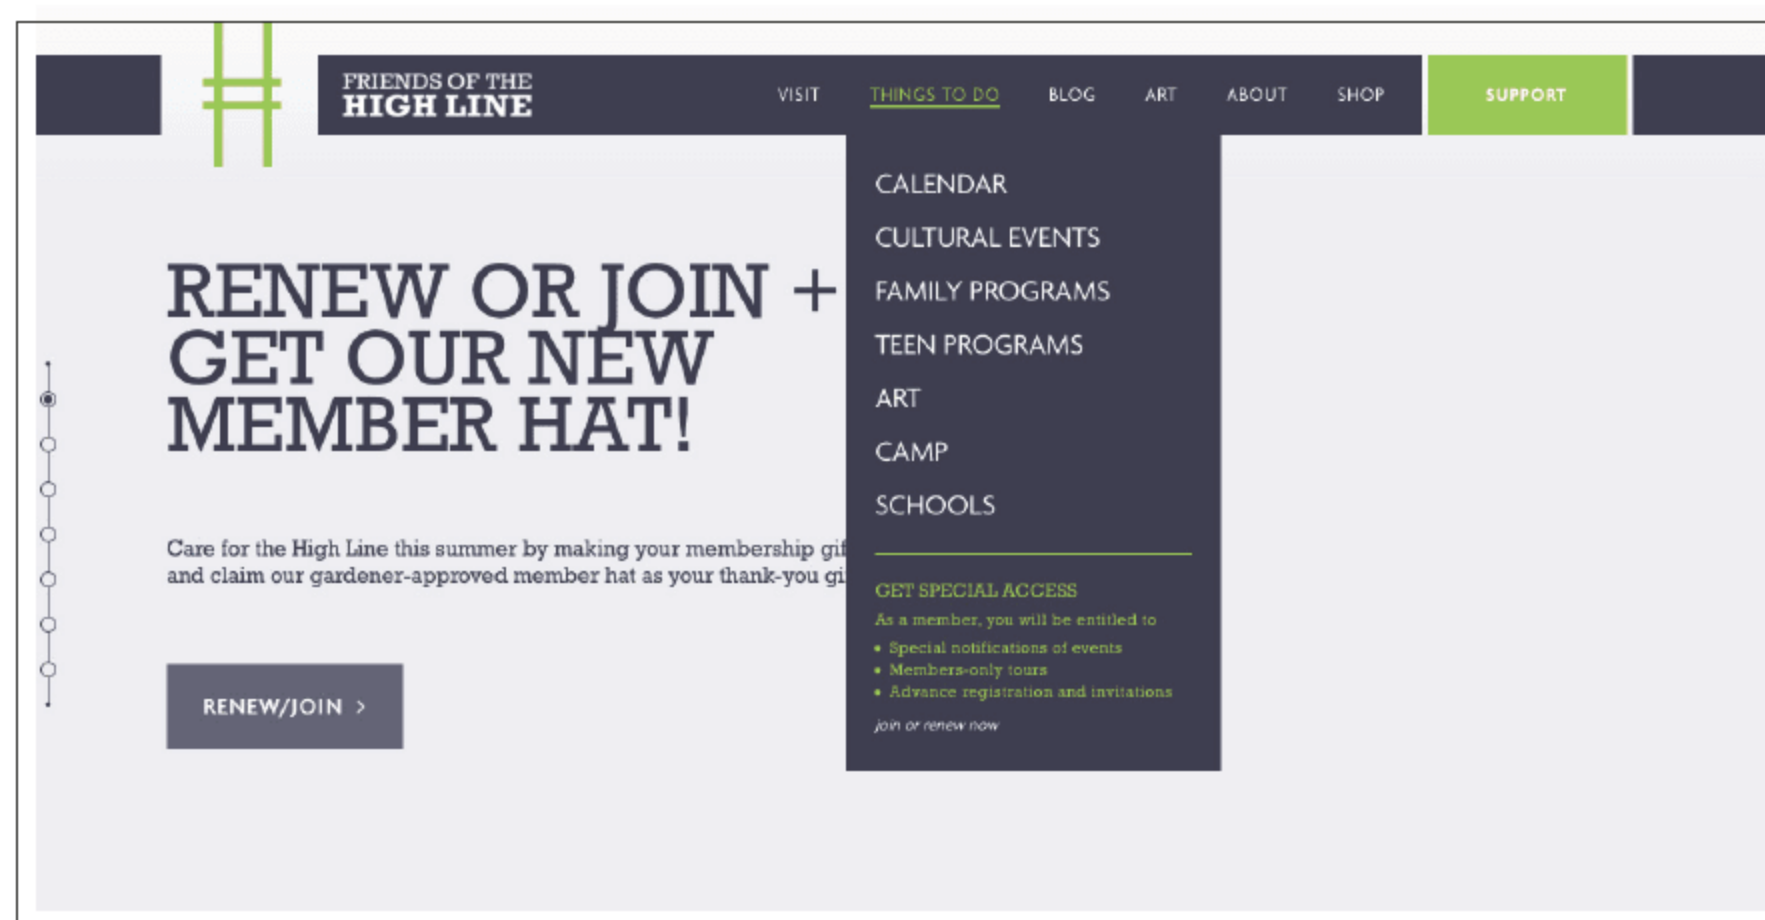 FRIENDS OF THE
HIGH LINE
VISIT
THINGS TO DO
BLOG
ART
ABOUT
SHOP
SUPPORT
CALENDAR
CULTURAL EVENTS
FAMILY PROGRAMS
TEEN PROGRAMS
ART
CAMP
SCHOOLS
GET SPECIAL ACCESS
As a member, you will be entitled to
• Special notifications of events
• Members-only tours
• Advance registration and invitations
join or renew now
RENEW OR JOIN +
GET OUR NEW
MEMBER HAT!
Care for the High Line this summer by making your membership gif
and claim our gardener-approved member hat as your thank-you gi
RENEW/JOIN >